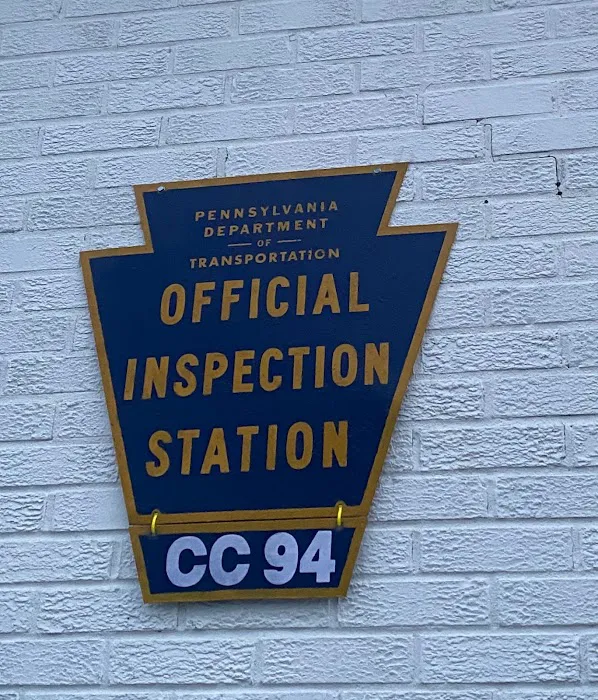 PENNSYLVANIA
DEPARTMENT
OF
TRANSPORTATION
OFFICIAL
INSPECTION
STATION
CC 94